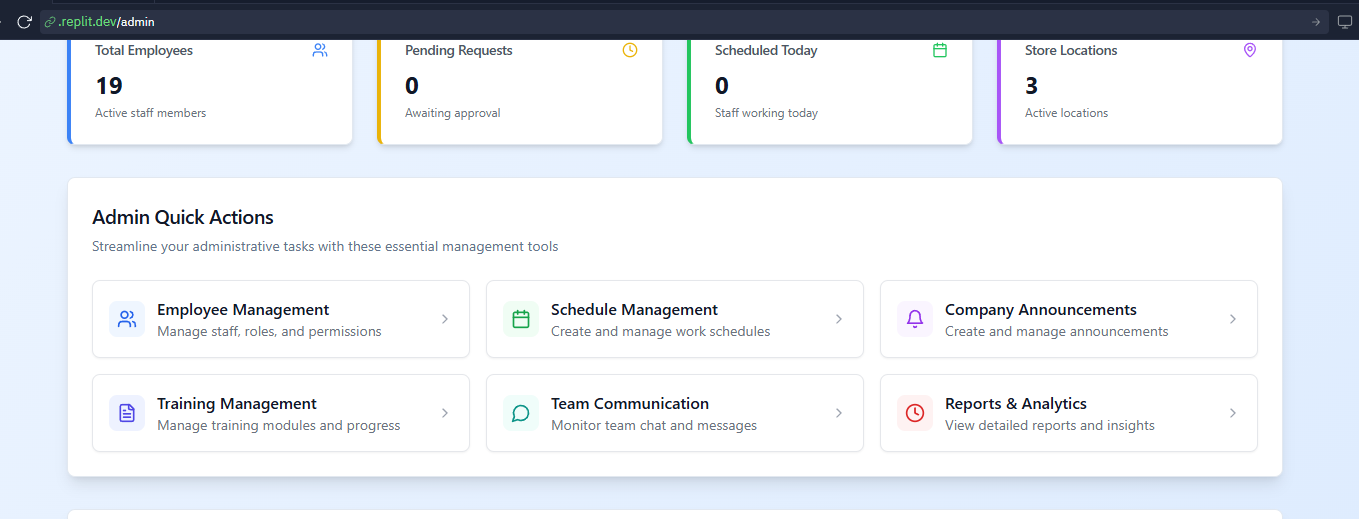 .replit.dev/admin
Total Employees
19
Active staff members
Pending Requests
0
Awaiting approval
Scheduled Today
0
Staff working today
Store Locations
3
Active locations
Admin Quick Actions
Streamline your administrative tasks with these essential management tools
Employee Management
Manage staff, roles, and permissions
Schedule Management
Create and manage work schedules
Company Announcements
Create and manage announcements
Training Management
Manage training modules and progress
Team Communication
Monitor team chat and messages
Reports & Analytics
View detailed reports and insights